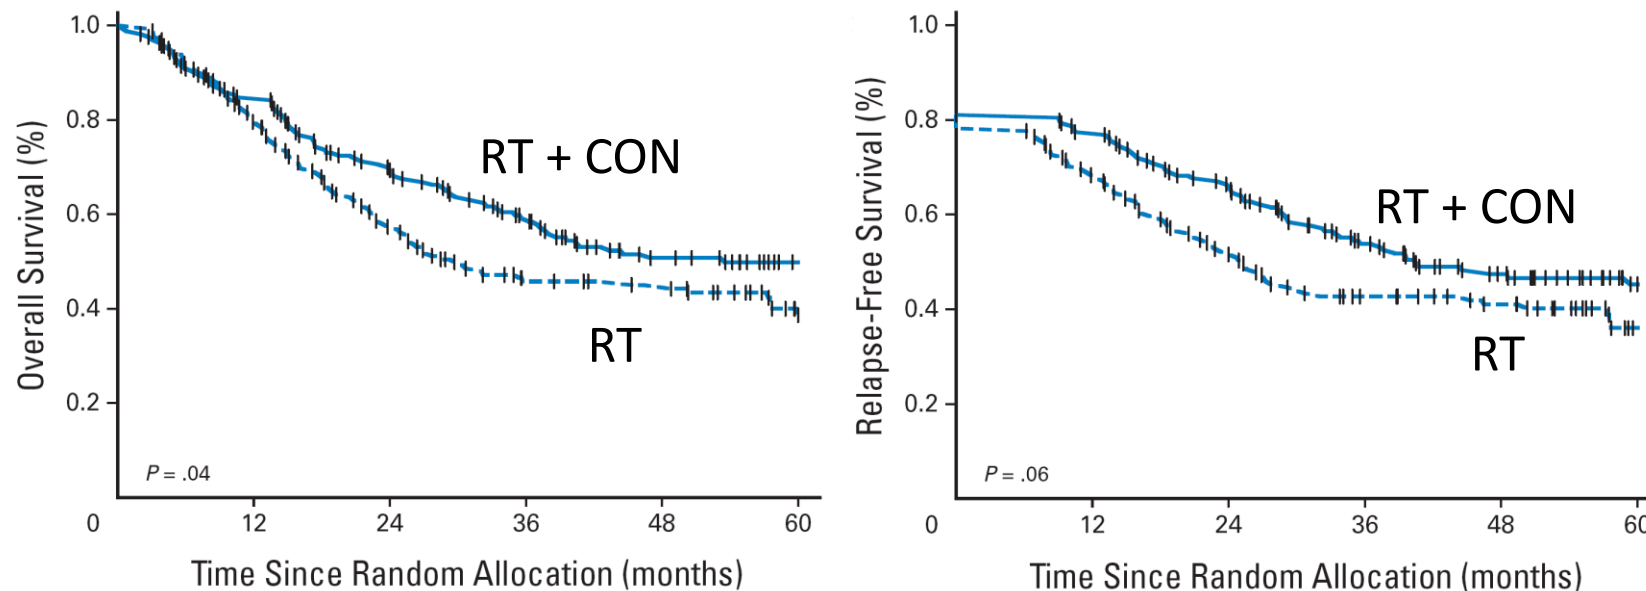 Overall Survival (%)
1.0
0.8
0.6
0.4
0.2
0
RT + CON
RT
P = .04
12 24 36 48 60
Time Since Random Allocation (months)
Relapse-Free Survival (%)
1.0
0.8
0.6
0.4
0.2
0
RT + CON
RT
P = .06
12 24 36 48 60
Time Since Random Allocation (months)